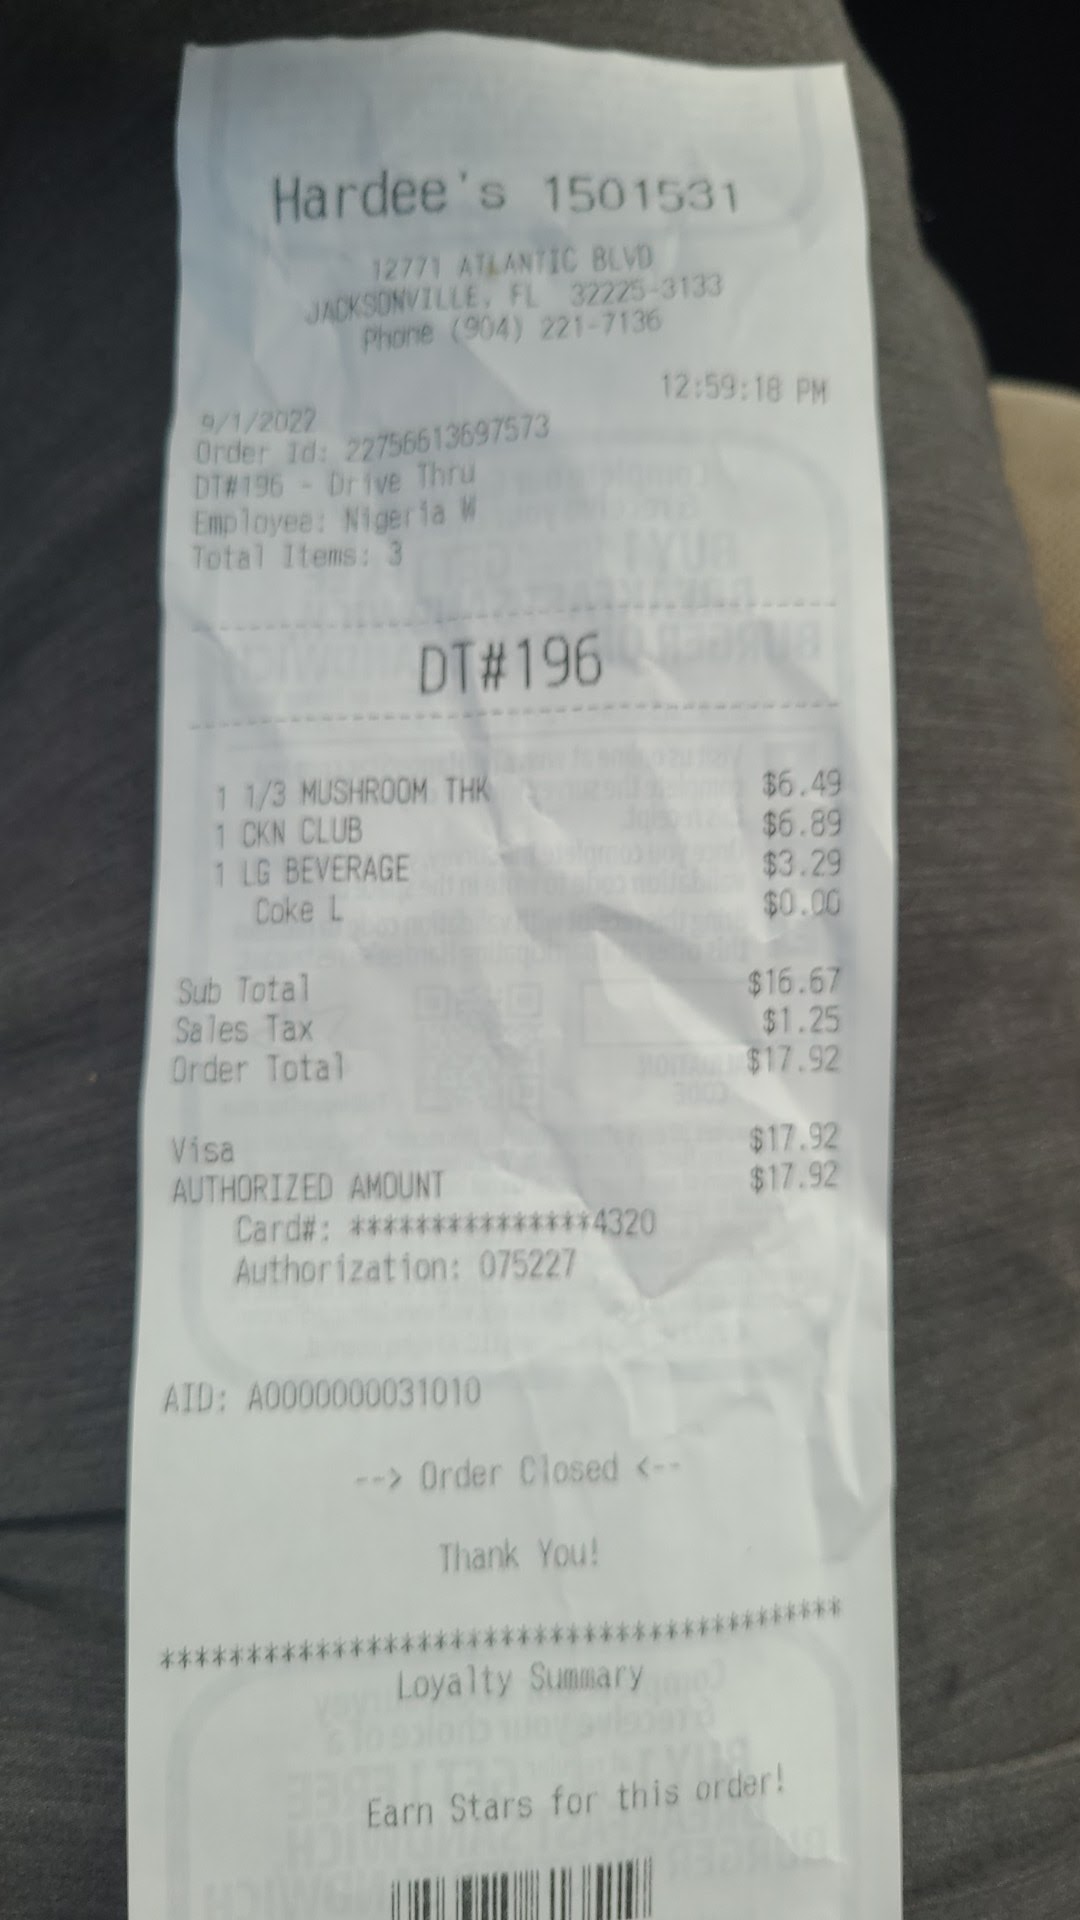 Hardee's 1501531
12771 ATLANTIC BLVD
JACKSONVILLE, FL 32225-3133
Phone (904) 221-7136
12:59:18 PM
9/1/2022
Order Id: 22756613697573
DT#196 - Drive Thru
Employee: Nigeria W
Total Items: 3
DT#196
1 1/3 MUSHROOM THK $6.49
1 CKN CLUB $6.89
1 LG BEVERAGE $3.29
Coke L $0.00
Sub Total $16.67
Sales Tax $1.25
Order Total $17.92
Visa $17.92
AUTHORIZED AMOUNT $17.92
Card#: ***************4320
Authorization: 075227
AID: A0000000031010
--> Order Closed <--
Thank You!
******************************************
Loyalty Summary
Earn Stars for this order!